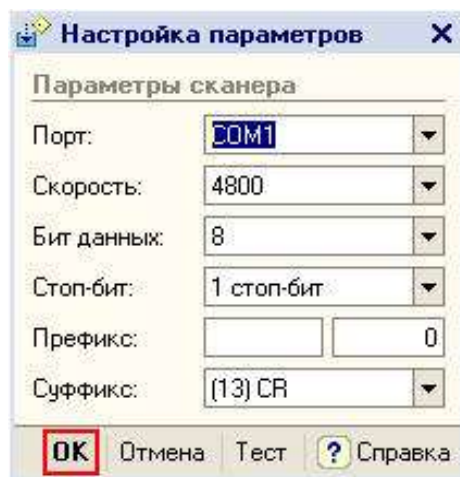 Настройка параметров
Параметры сканера
Порт: COM1
Скорость: 4800
Бит данных: 8
Стоп-бит: 1 стоп-бит
Префикс: 0
Суффикс: (13) CR
OK Отмена Тест ? Справка